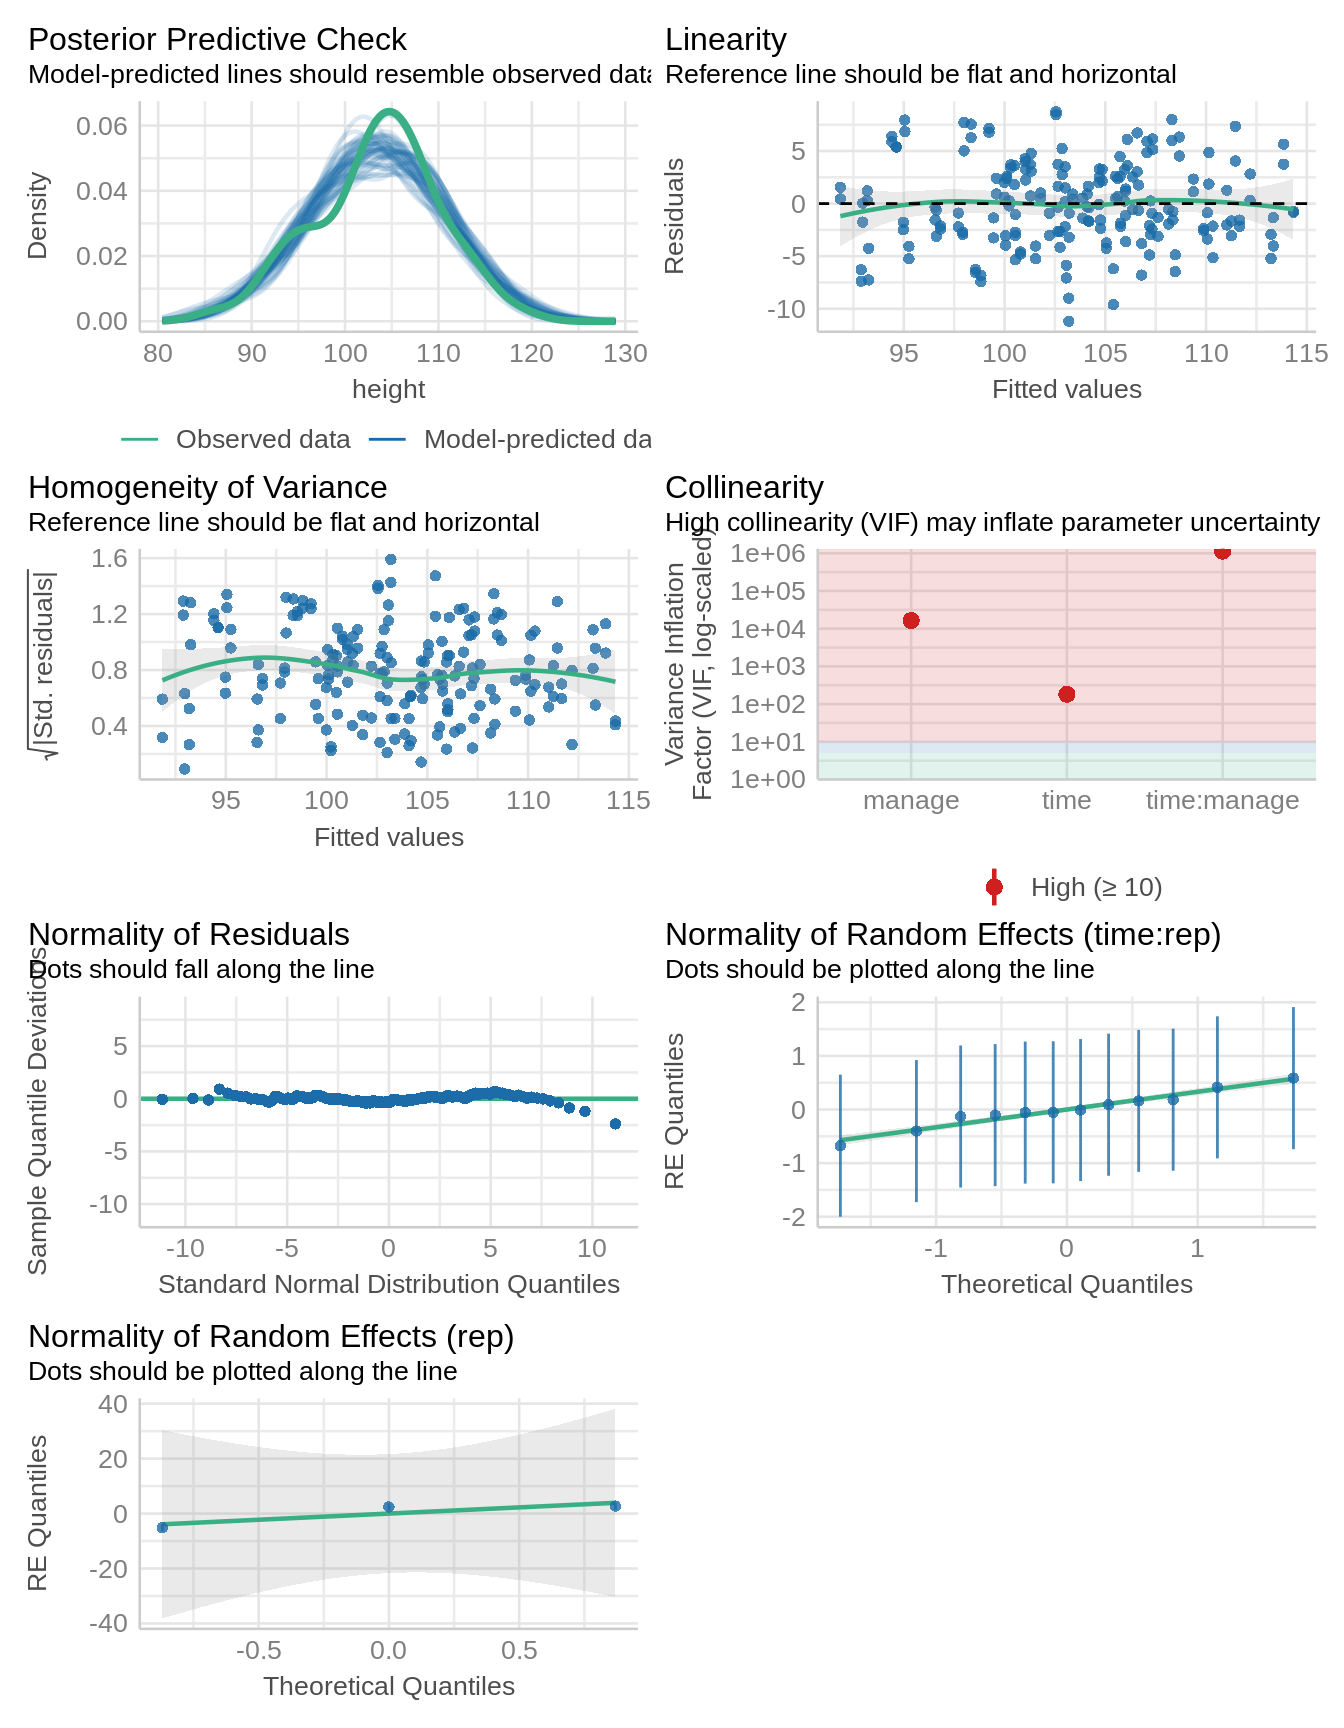 Posterior Predictive Check
Model-predicted lines should resemble observed data
Density
0.06
0.04
0.02
0.00
80 90 100 110 120 130
height
Observed data Model-predicted da
Linearity
Reference line should be flat and horizontal
Residuals
5
0
-5
-10
95 100 105 110 115
Fitted values
Homogeneity of Variance
Reference line should be flat and horizontal
√|Std. residuals|
1.6
1.2
0.8
0.4
95 100 105 110 115
Fitted values
Collinearity
High collinearity (VIF) may inflate parameter uncertainty
Variance Inflation
Factor (VIF, log-scaled)
1e+06
1e+05
1e+04
1e+03
1e+02
1e+01
1e+00
manage time time:manage
High (≥ 10)
Normality of Residuals
Dots should fall along the line
Sample Quantile Deviations
5
0
-5
-10
-10 -5 0 5 10
Standard Normal Distribution Quantiles
Normality of Random Effects (time:rep)
Dots should be plotted along the line
RE Quantiles
2
1
0
-1
-2
-1 0 1
Theoretical Quantiles
Normality of Random Effects (rep)
Dots should be plotted along the line
RE Quantiles
40
20
0
-20
-40
-0.5 0.0 0.5
Theoretical Quantiles